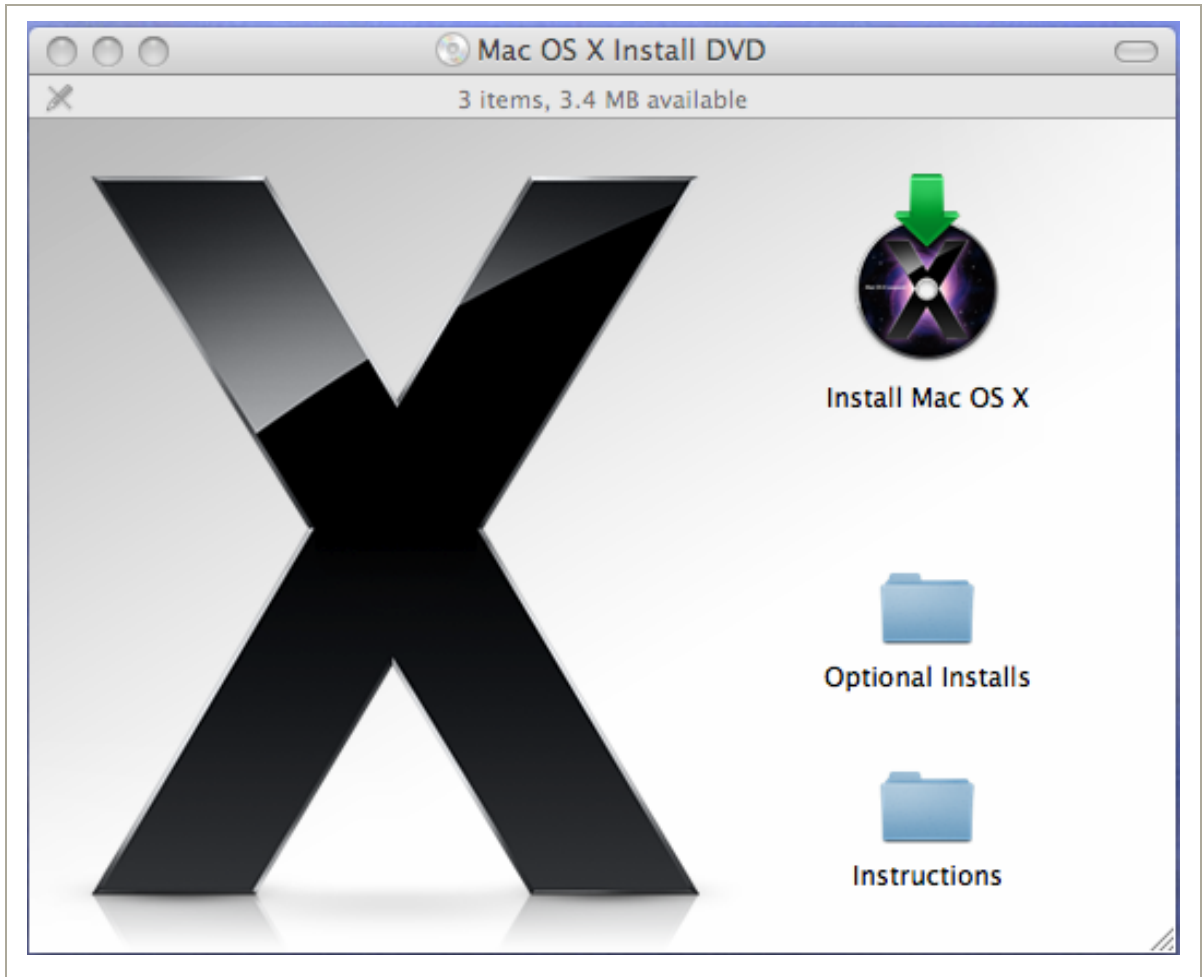 Mac OS X Install DVD
3 items, 3.4 MB available
Install Mac OS X
Optional Installs
Instructions